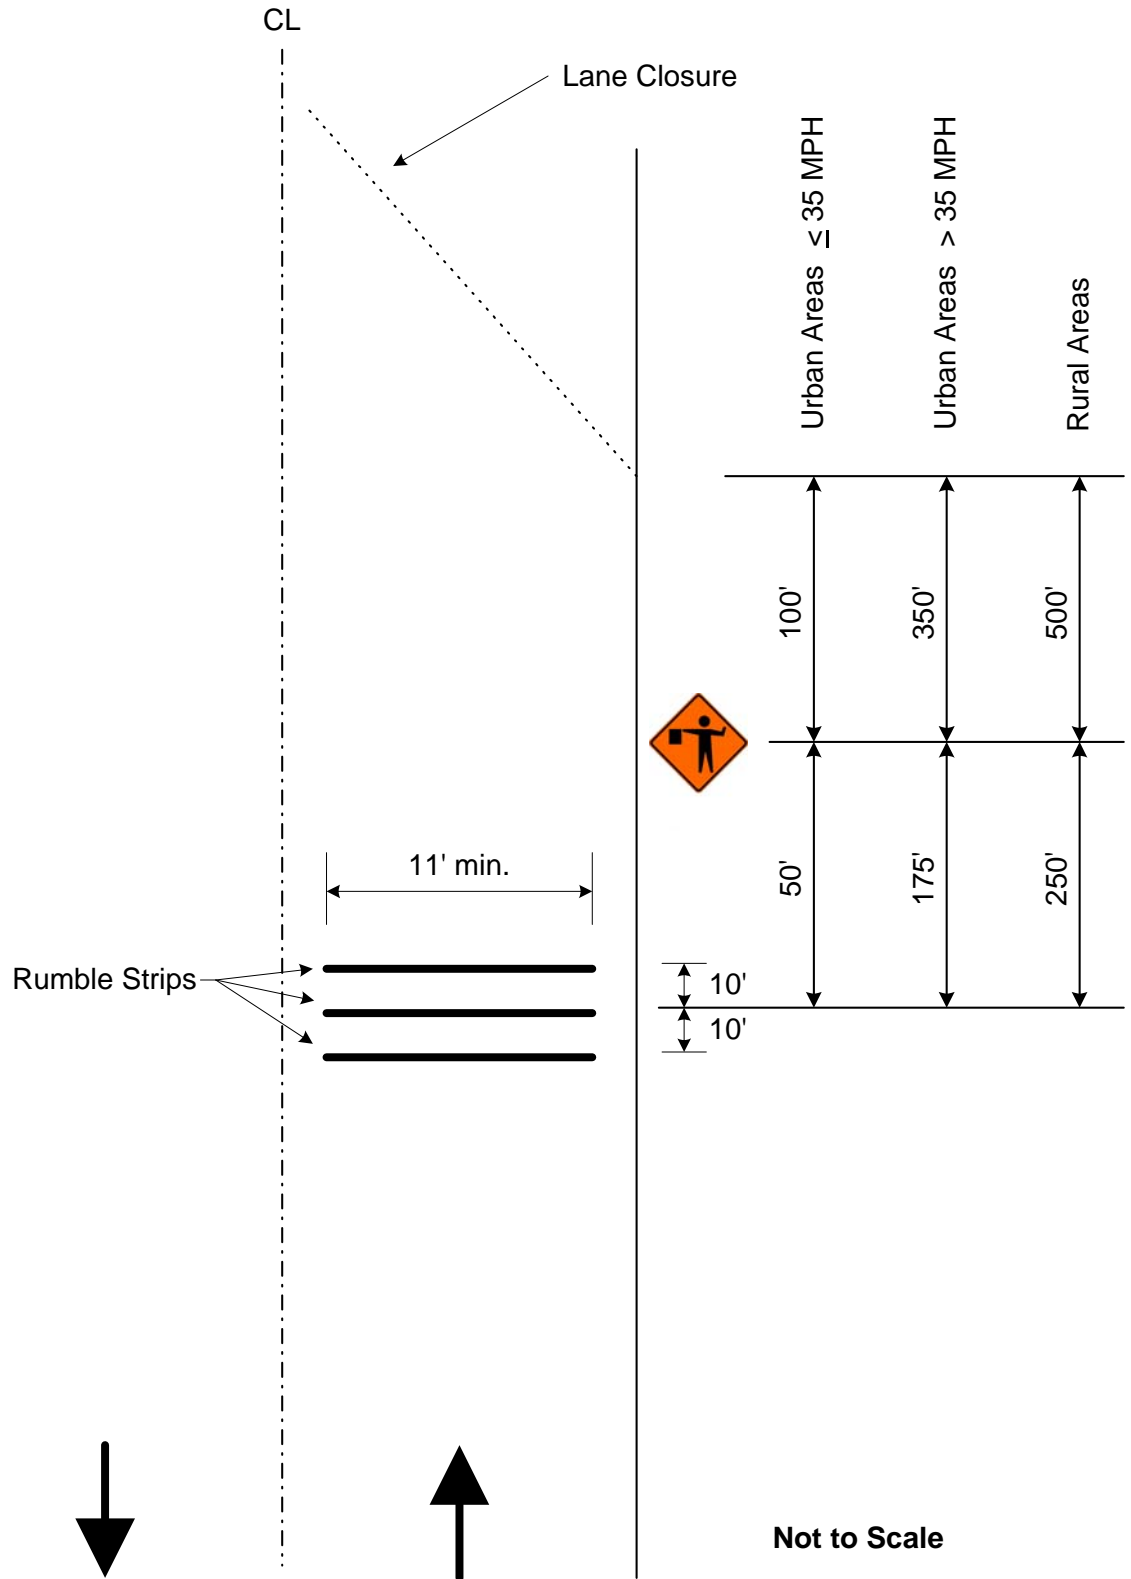 CL
Lane Closure
Urban Areas ≤ 35 MPH
Urban Areas > 35 MPH
Rural Areas
100'
350'
500'
50'
175'
250'
11' min.
Rumble Strips
10'
10'
Not to Scale